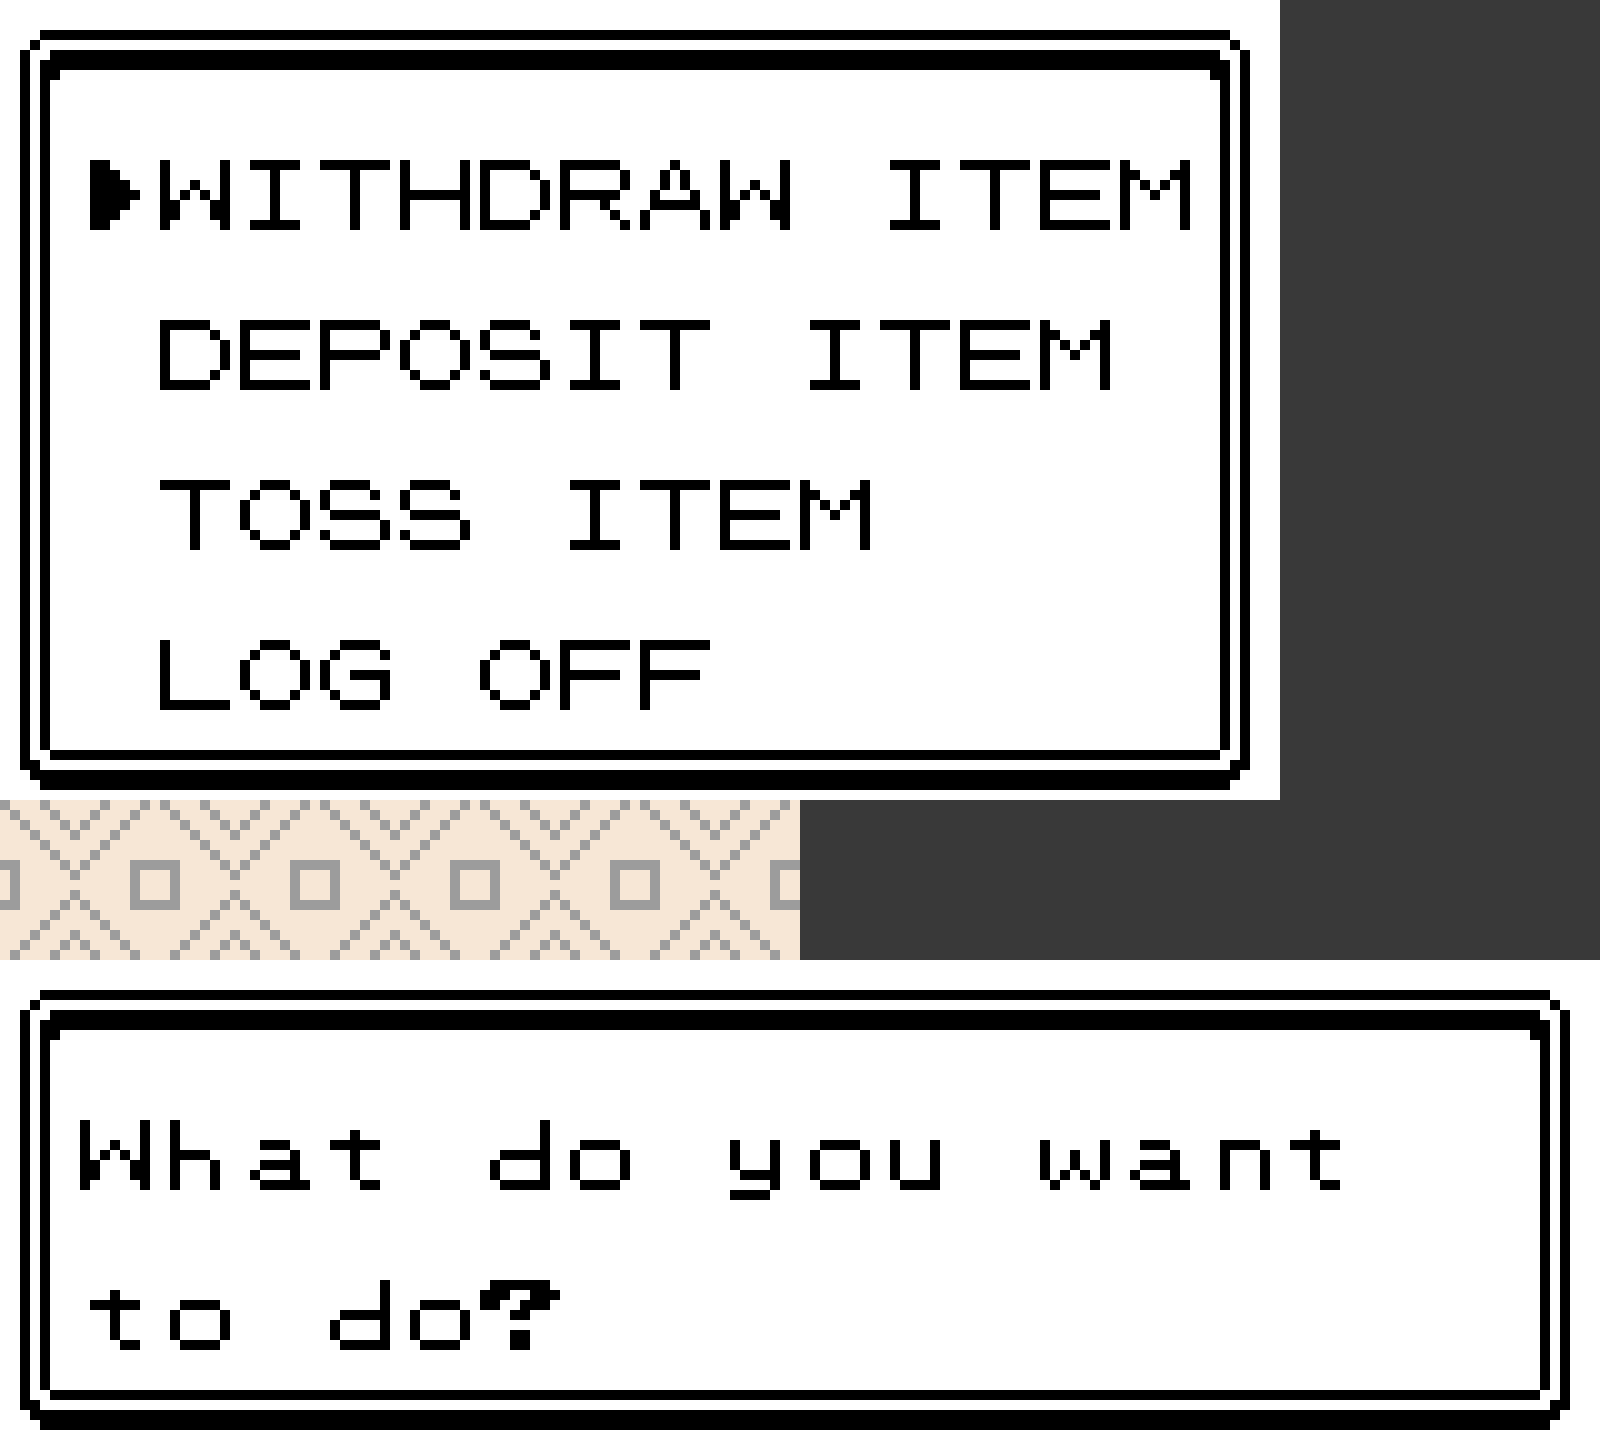 ▶WITHDRAW ITEM
DEPOSIT ITEM
TOSS ITEM
LOG OFF
What do you want
to do?